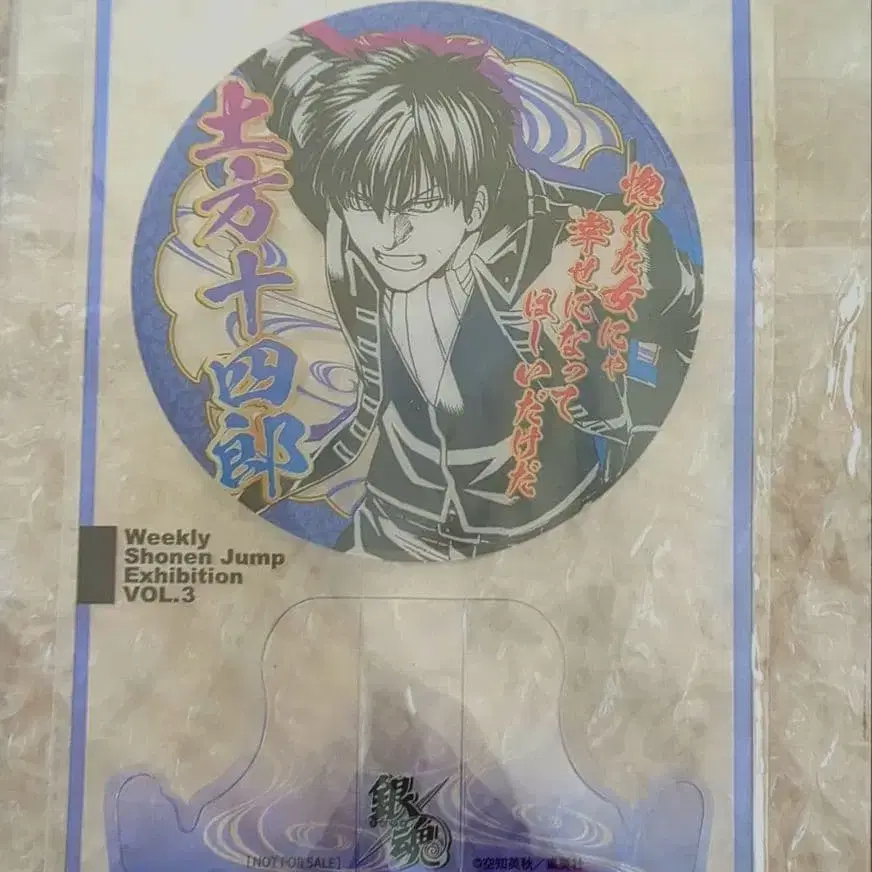 土方十四郎
惚れた女にゃ
幸せになって
ほしいだけだ
Weekly
Shonen Jump
Exhibition
VOL.3
銀魂
[NOT FOR SALE]
©空知英秋/集英社